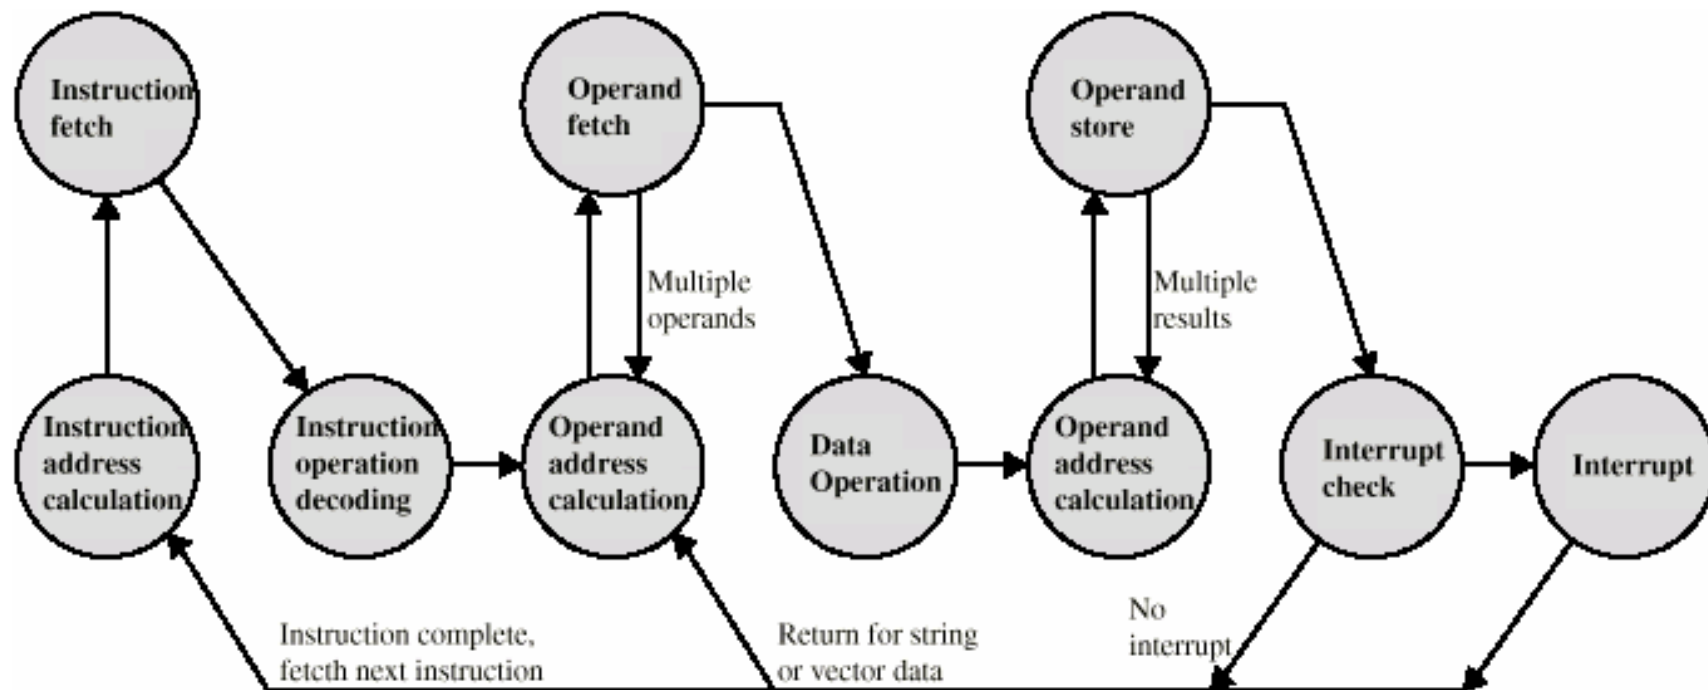 Instruction
fetch
Operand
fetch
Operand
store
Multiple
operands
Multiple
results
Instruction
address
calculation
Instruction
operation
decoding
Operand
address
calculation
Data
Operation
Operand
address
calculation
Interrupt
check
Interrupt
Instruction complete,
fetcth next instruction
Return for string
or vector data
No
interrupt